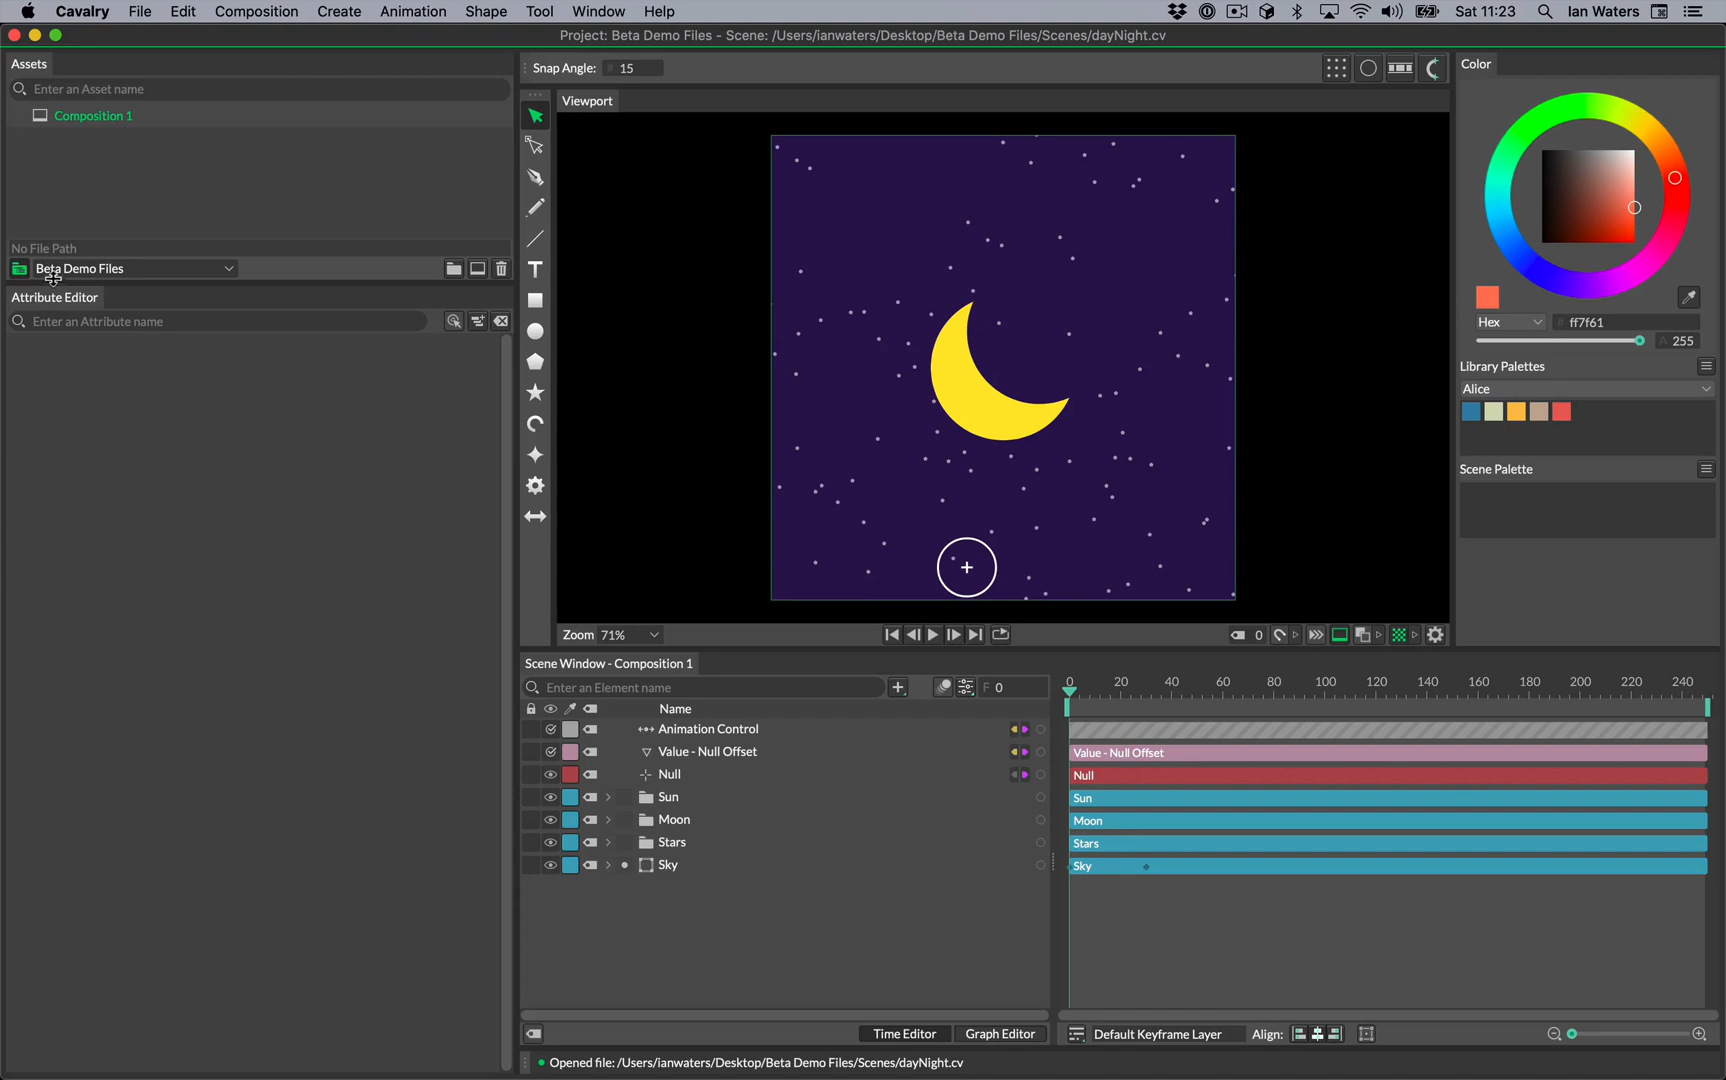 Cavalry File Edit Composition Create Animation Shape Tool Window Help Sat 11:23 Ian Waters
Project: Beta Demo Files - Scene: /Users/ianwaters/Desktop/Beta Demo Files/Scenes/dayNight.cv
Assets
Enter an Asset name
Composition 1
No File Path
Beta Demo Files
Attribute Editor
Enter an Attribute name
Snap Angle: 15
Viewport
Zoom 71%
0
Color
Hex # ff7f61
A 255
Library Palettes
Alice
Scene Palette
Scene Window - Composition 1
Enter an Element name
F 0
Name
Animation Control
Value - Null Offset
Null
Sun
Moon
Stars
Sky
0 20 40 60 80 100 120 140 160 180 200 220 240
Value - Null Offset
Null
Sun
Moon
Stars
Sky
Time Editor Graph Editor
Default Keyframe Layer Align:
Opened file: /Users/ianwaters/Desktop/Beta Demo Files/Scenes/dayNight.cv